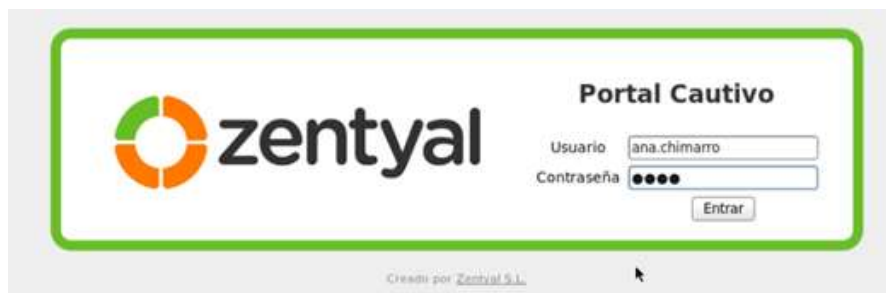 Portal Cautivo
zentyal
Usuario ana.chimarro
Contraseña ●●●●
Entrar
Creado por Zentyal S.L.